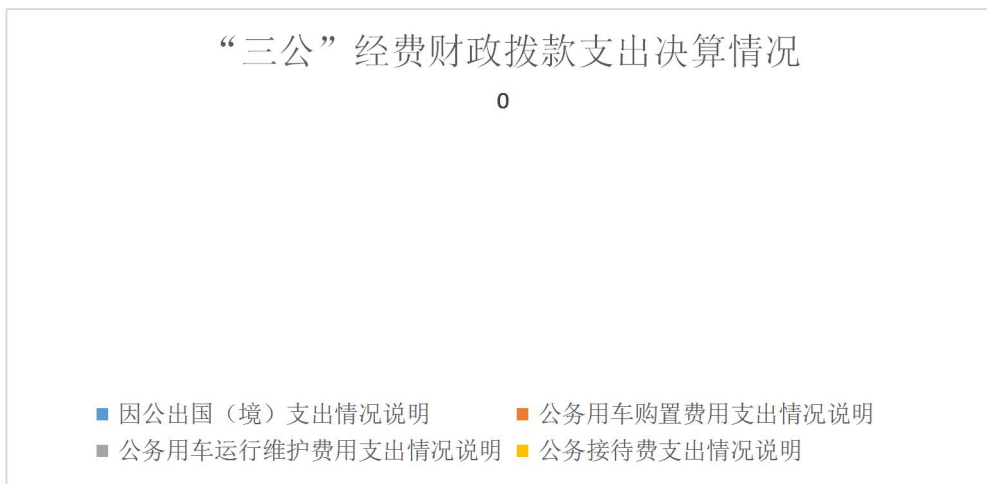 “三公”经费财政拨款支出决算情况
0
因公出国（境）支出情况说明 公务用车购置费用支出情况说明
公务用车运行维护费用支出情况说明 公务接待费支出情况说明